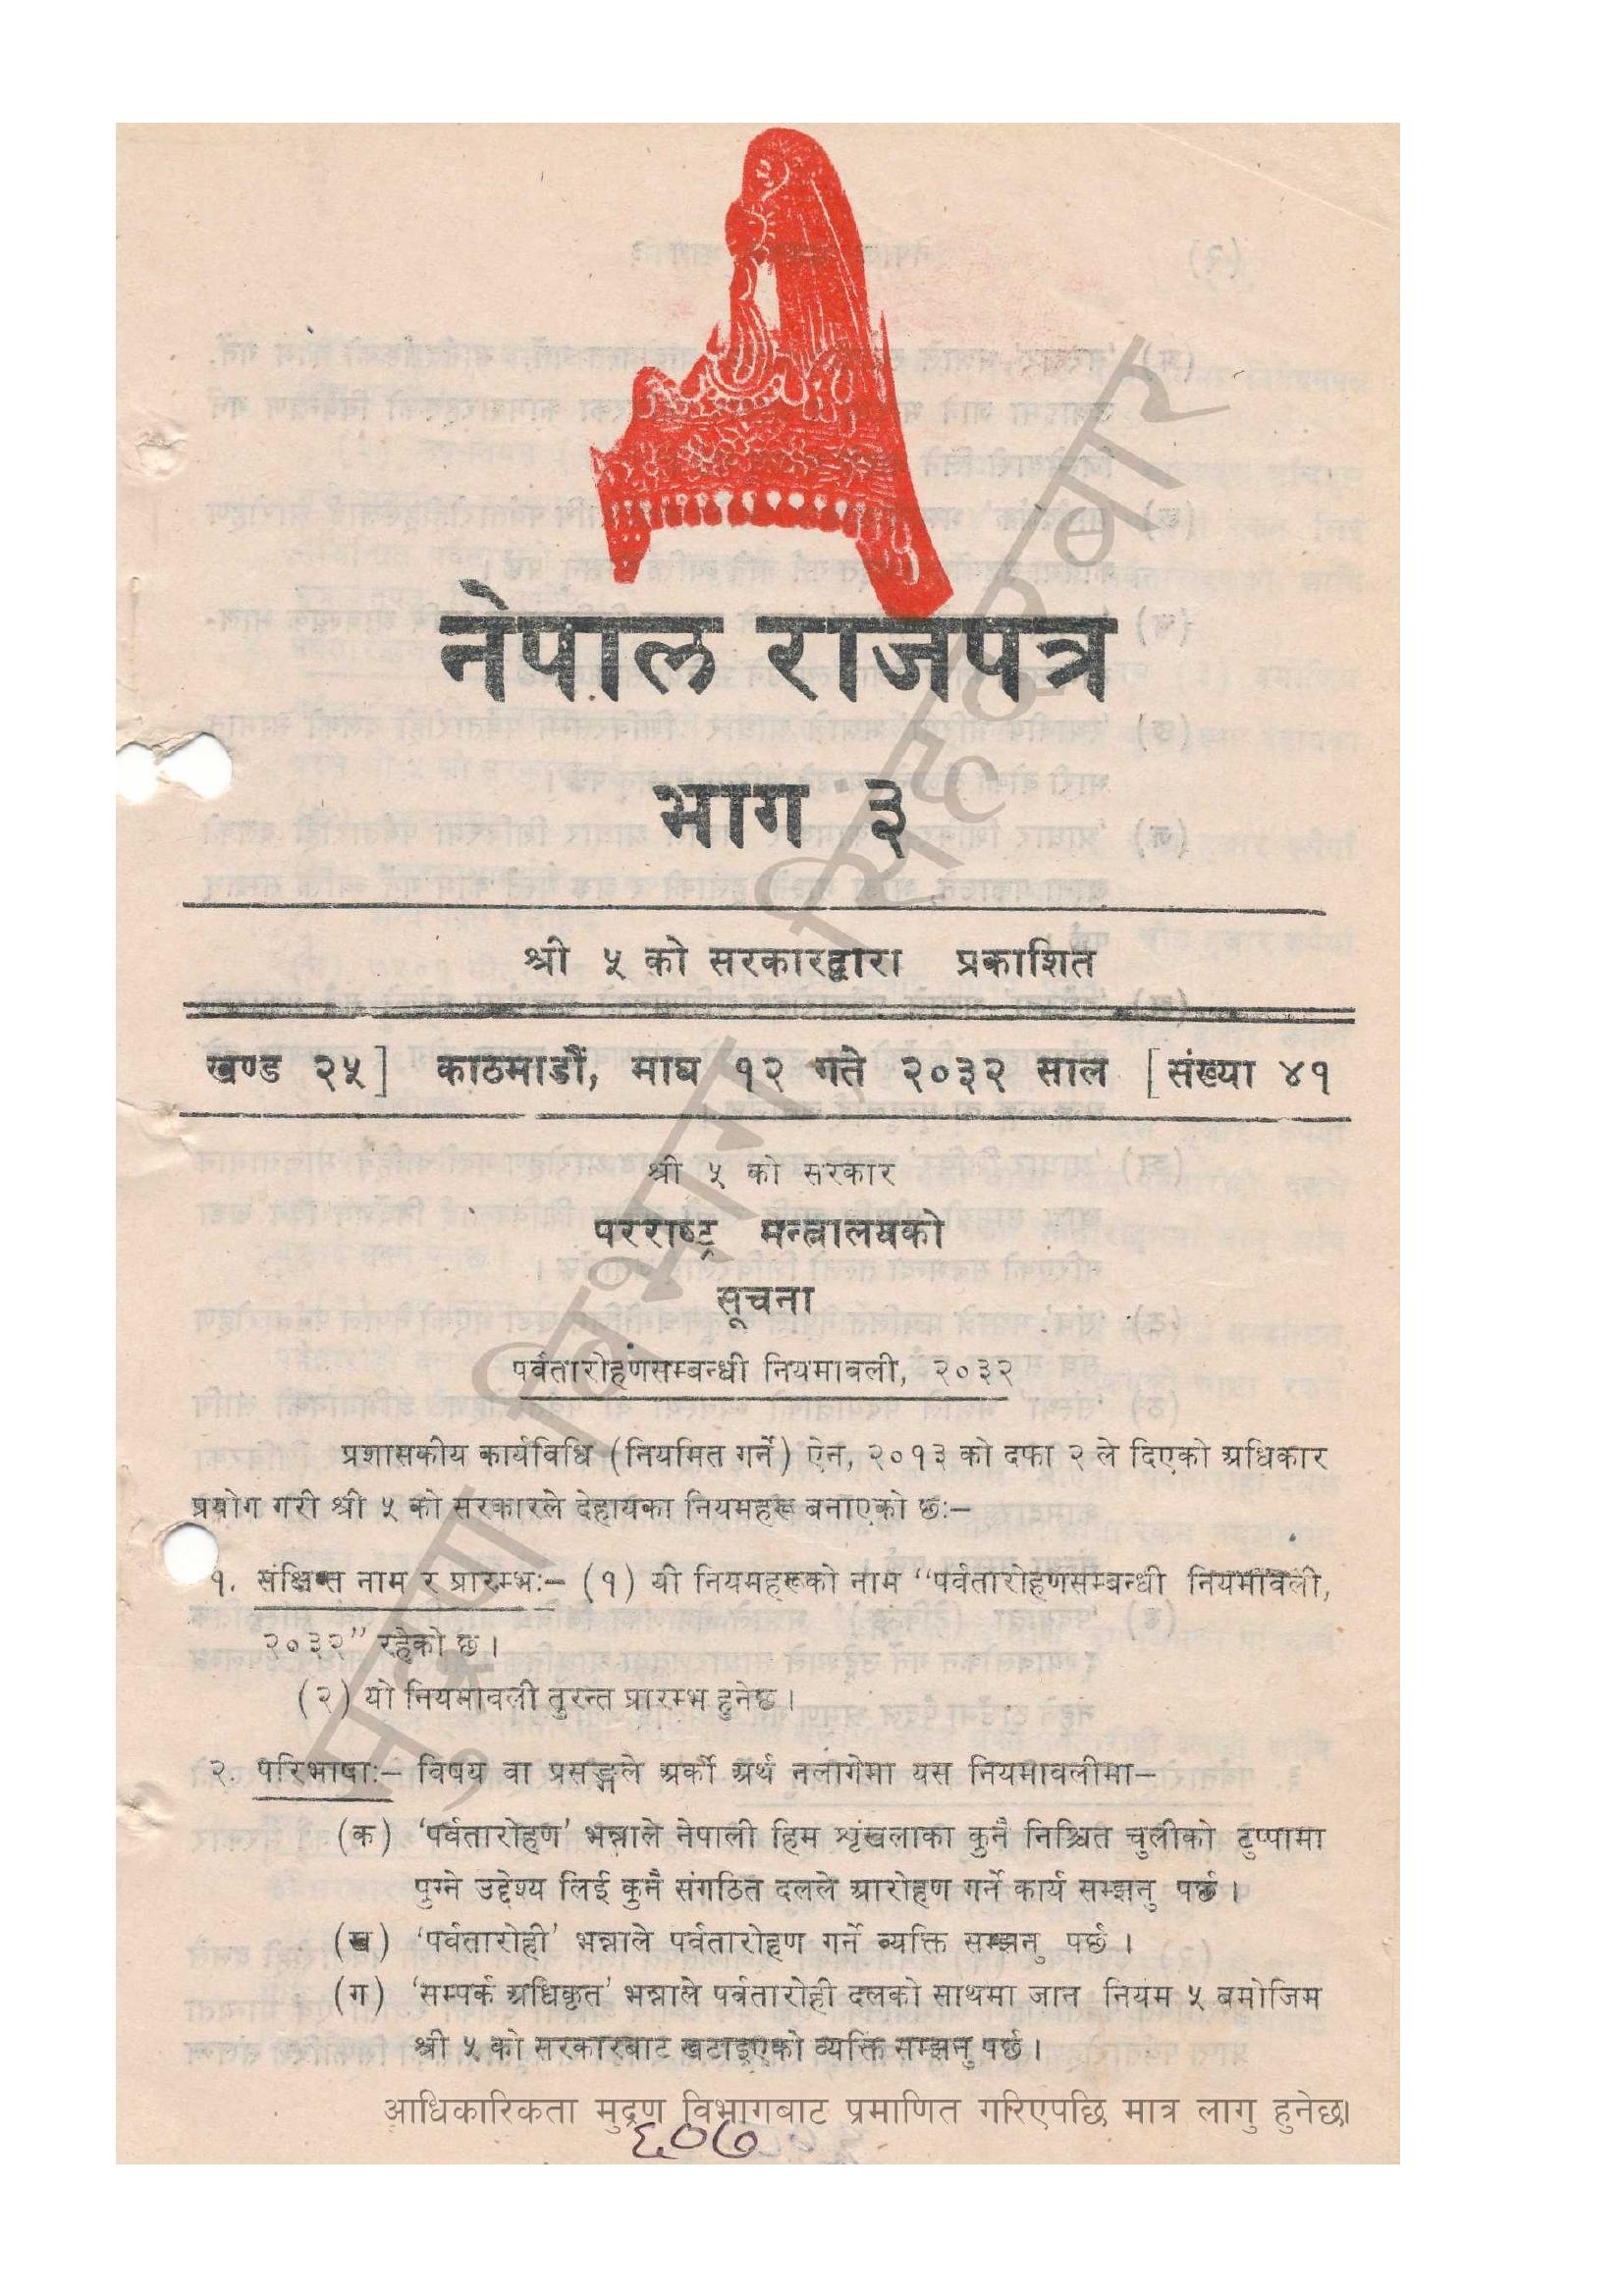 नेपाल राजपत्र
भाग ३
श्री ५ को सरकारद्वारा प्रकाशित
खण्ड २५] काठमाडौं, माघ १२ गते २०३२ साल [संख्या ४१
श्री ५ को सरकार
परराष्ट्र मन्त्रालयको
सूचना
पर्वतारोहणसम्बन्धी नियमावली, २०३२
प्रशासकीय कार्यविधि (नियमित गर्ने) ऐन, २०१३ को दफा २ ले दिएको अधिकार
प्रयोग गरी श्री ५ को सरकारले देहायका नियमहरू बनाएको छः–
१. संक्षिप्त नाम र प्रारम्भः– (१) यी नियमहरूको नाम “पर्वतारोहणसम्बन्धी नियमावली,
२०३२” रहेको छ।
(२) यो नियमावली तुरन्त प्रारम्भ हुनेछ।
२. परिभाषाः– विषय वा प्रसङ्गले अर्को अर्थ नलागेमा यस नियमावलीमा–
(क) ‘पर्वतारोहण’ भन्नाले नेपाली हिम शृंखलाका कुनै निश्चित चुलीको टुप्पामा
पुग्ने उद्देश्य लिई कुनै संगठित दलले आरोहण गर्ने कार्य सम्झनु पर्छ।
(ख) ‘पर्वतारोही’ भन्नाले पर्वतारोहण गर्ने व्यक्ति सम्झनु पर्छ।
(ग) ‘सम्पर्क अधिकृत’ भन्नाले पर्वतारोही दलको साथमा जान नियम ५ बमोजिम
श्री ५ को सरकारबाट खटाइएको व्यक्ति सम्झनु पर्छ।
आधिकारिकता मुद्रण विभागबाट प्रमाणित गरिएपछि मात्र लागु हुनेछ।
६०७
मुद्रण विभाग, सिंहदरबार